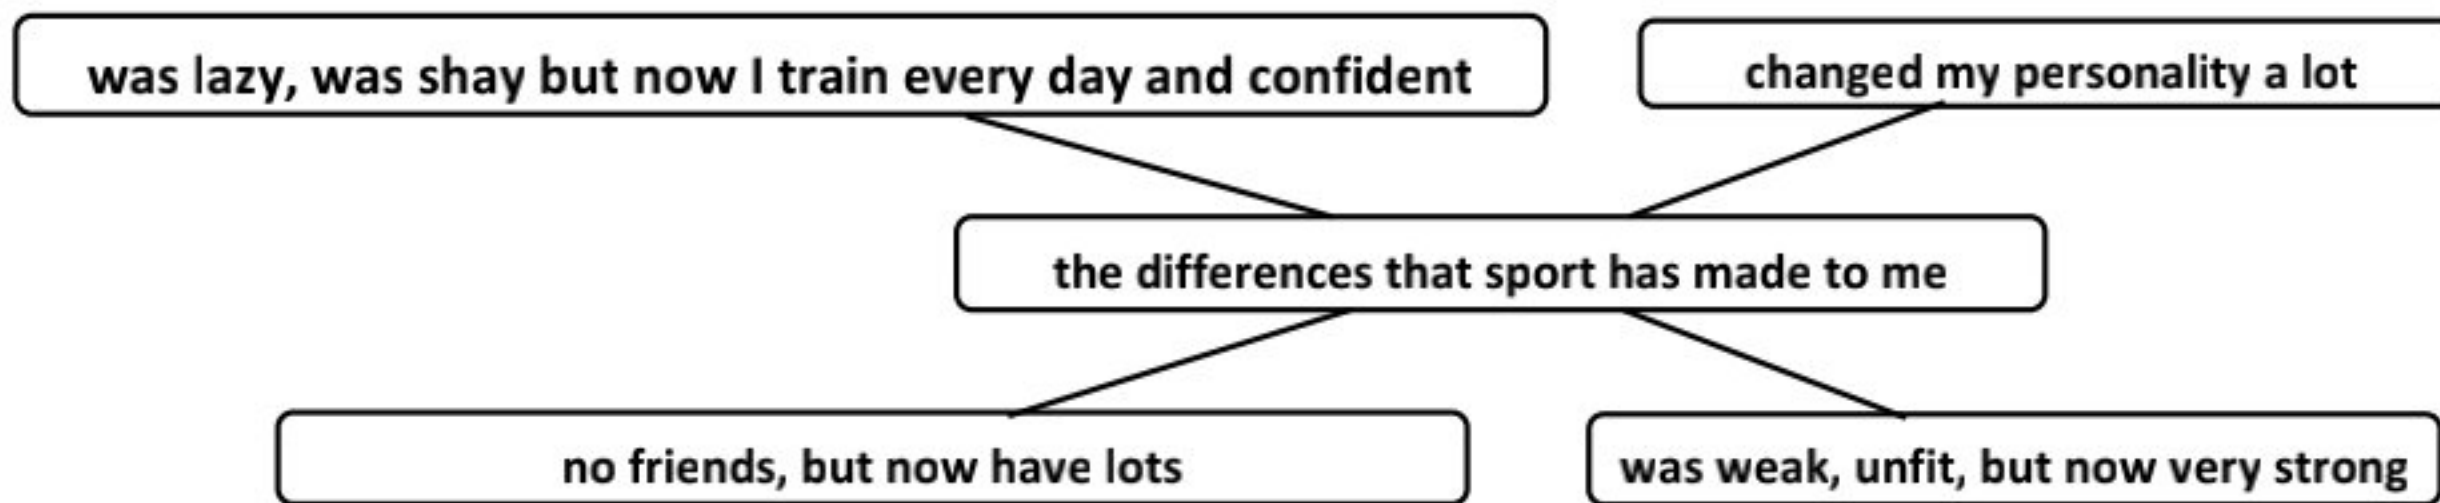 was lazy, was shay but now I train every day and confident
changed my personality a lot
the differences that sport has made to me
no friends, but now have lots
was weak, unfit, but now very strong